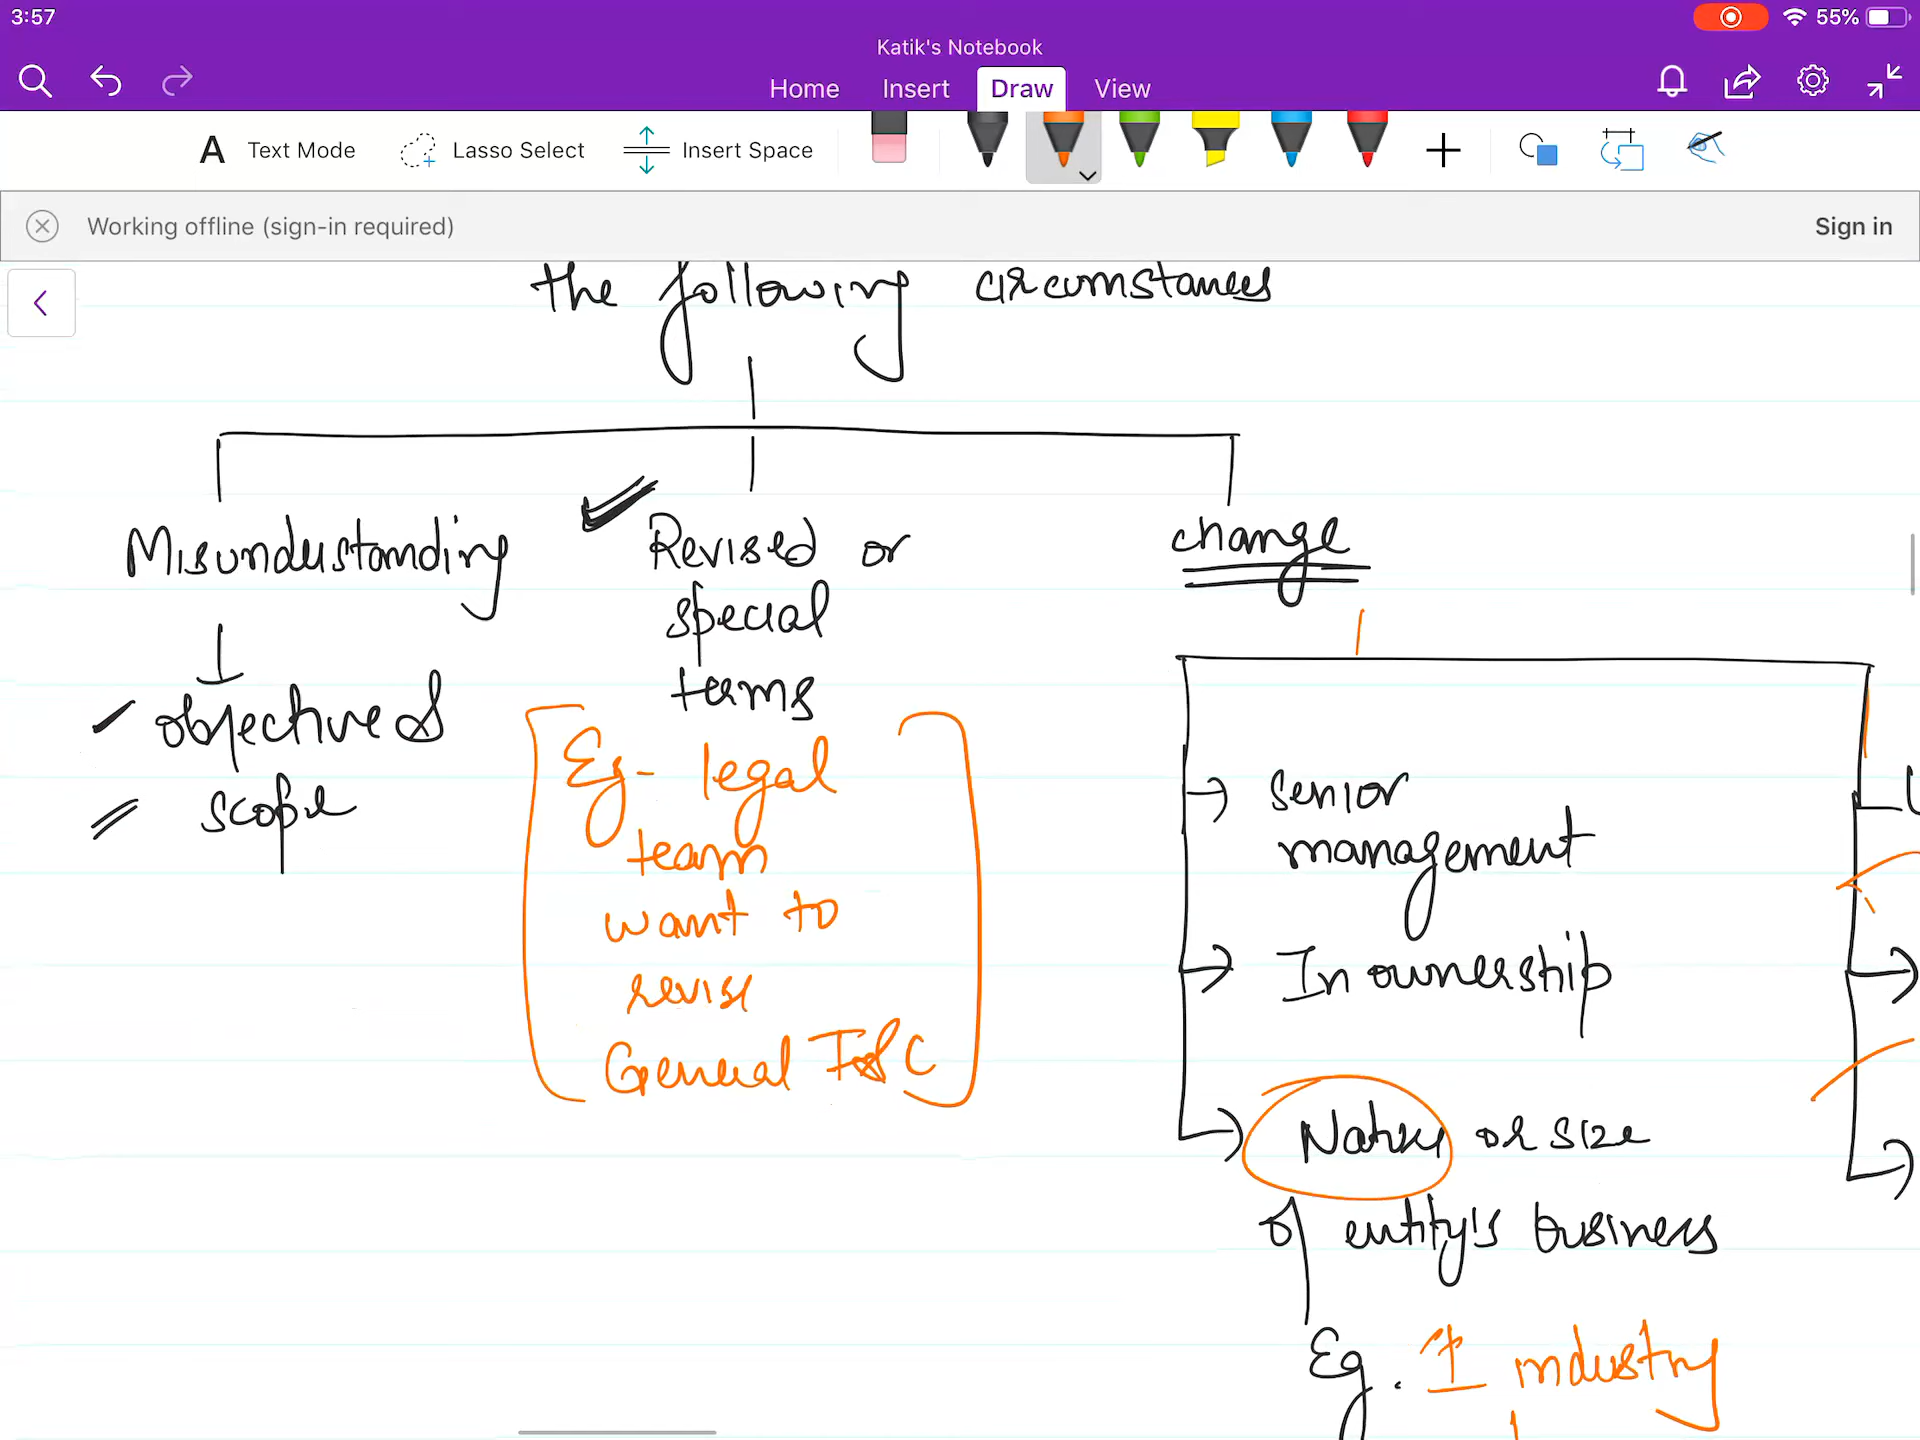 3:57
55%
Katik's Notebook
Home Insert Draw View
Text Mode Lasso Select Insert Space
Working offline (sign-in required) Sign in
the following circumstances
Misunderstanding
objective &
scope
Revised or
special
terms
Eg- legal
team
want to
revise
General T&C
change
senior
management
In ownership
Nature or size
of entity's business
Eg. 1 industry